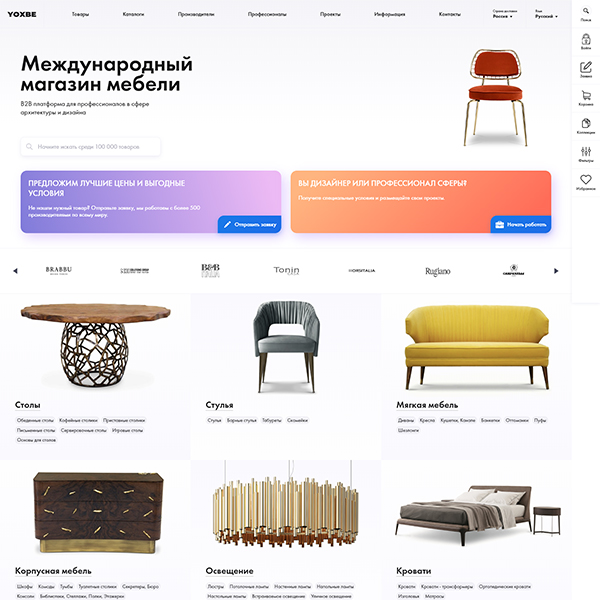 YOXBE
Товары
Каталоги
Производители
Профессионалы
Проекты
Информация
Контакты
Страна доставки
Россия
Язык
Русский
Поиск
Войти
Заявка
Корзина
Коллекции
Фильтры
Избранное
Международный
магазин мебели
B2B платформа для профессионалов в сфере
архитектуры и дизайна
Начните искать среди 100 000 товаров
ПРЕДЛОЖИМ ЛУЧШИЕ ЦЕНЫ И ВЫГОДНЫЕ
УСЛОВИЯ
Не нашли нужный товар? Отправьте заявку, мы работаем с более 500
производителями по всему миру.
Отправить заявку
ВЫ ДИЗАЙНЕР ИЛИ ПРОФЕССИОНАЛ СФЕРЫ?
Получите специальные условия и размещайте свои проекты.
Начать работать
BRABBU
B&B
ITALIA
Tonin
HORSITALIA
Rugiano
Столы
Обеденные столы Кофейные столики Приставные столики
Письменные столы Сервировочные столики Игровые столы
Основы для столов
Стулья
Стулья Барные стулья Табуреты Скамейки
Мягкая мебель
Диваны Кресла Кушетки, Канапе Банкетки Оттоманки Пуфы
Шезлонги
Корпусная мебель
Шкафы Комоды Тумбы Туалетные столики Секретеры, Бюро
Консоли Библиотеки, Стеллажи, Полки, Этажерки
Освещение
Люстры Потолочные лампы Настенные лампы Напольные лампы
Настольные лампы Встраиваемое освещение Уличное освещение
Кровати
Кровати Кровати - трансформеры Ортопедические кровати
Изголовья Матрасы